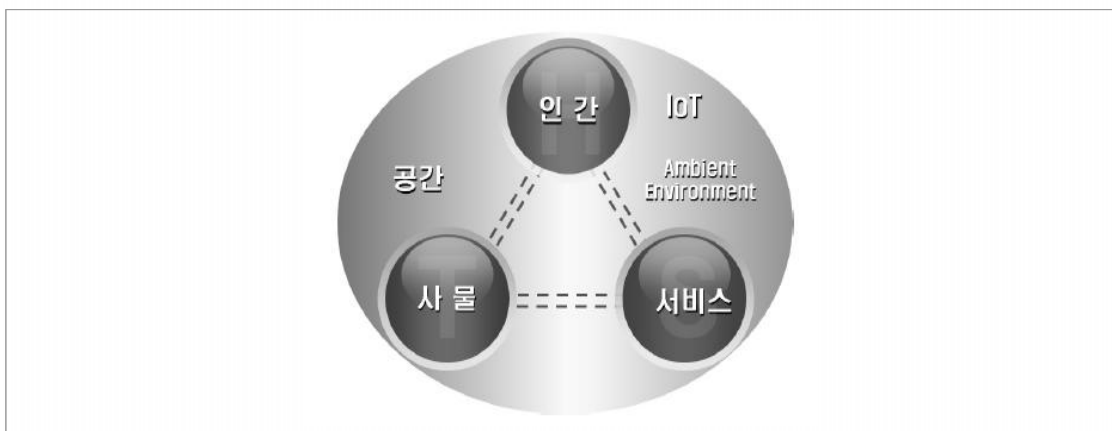 인 간
IoT
공간
Ambient
Environment
사 물
서비스
H
T
S